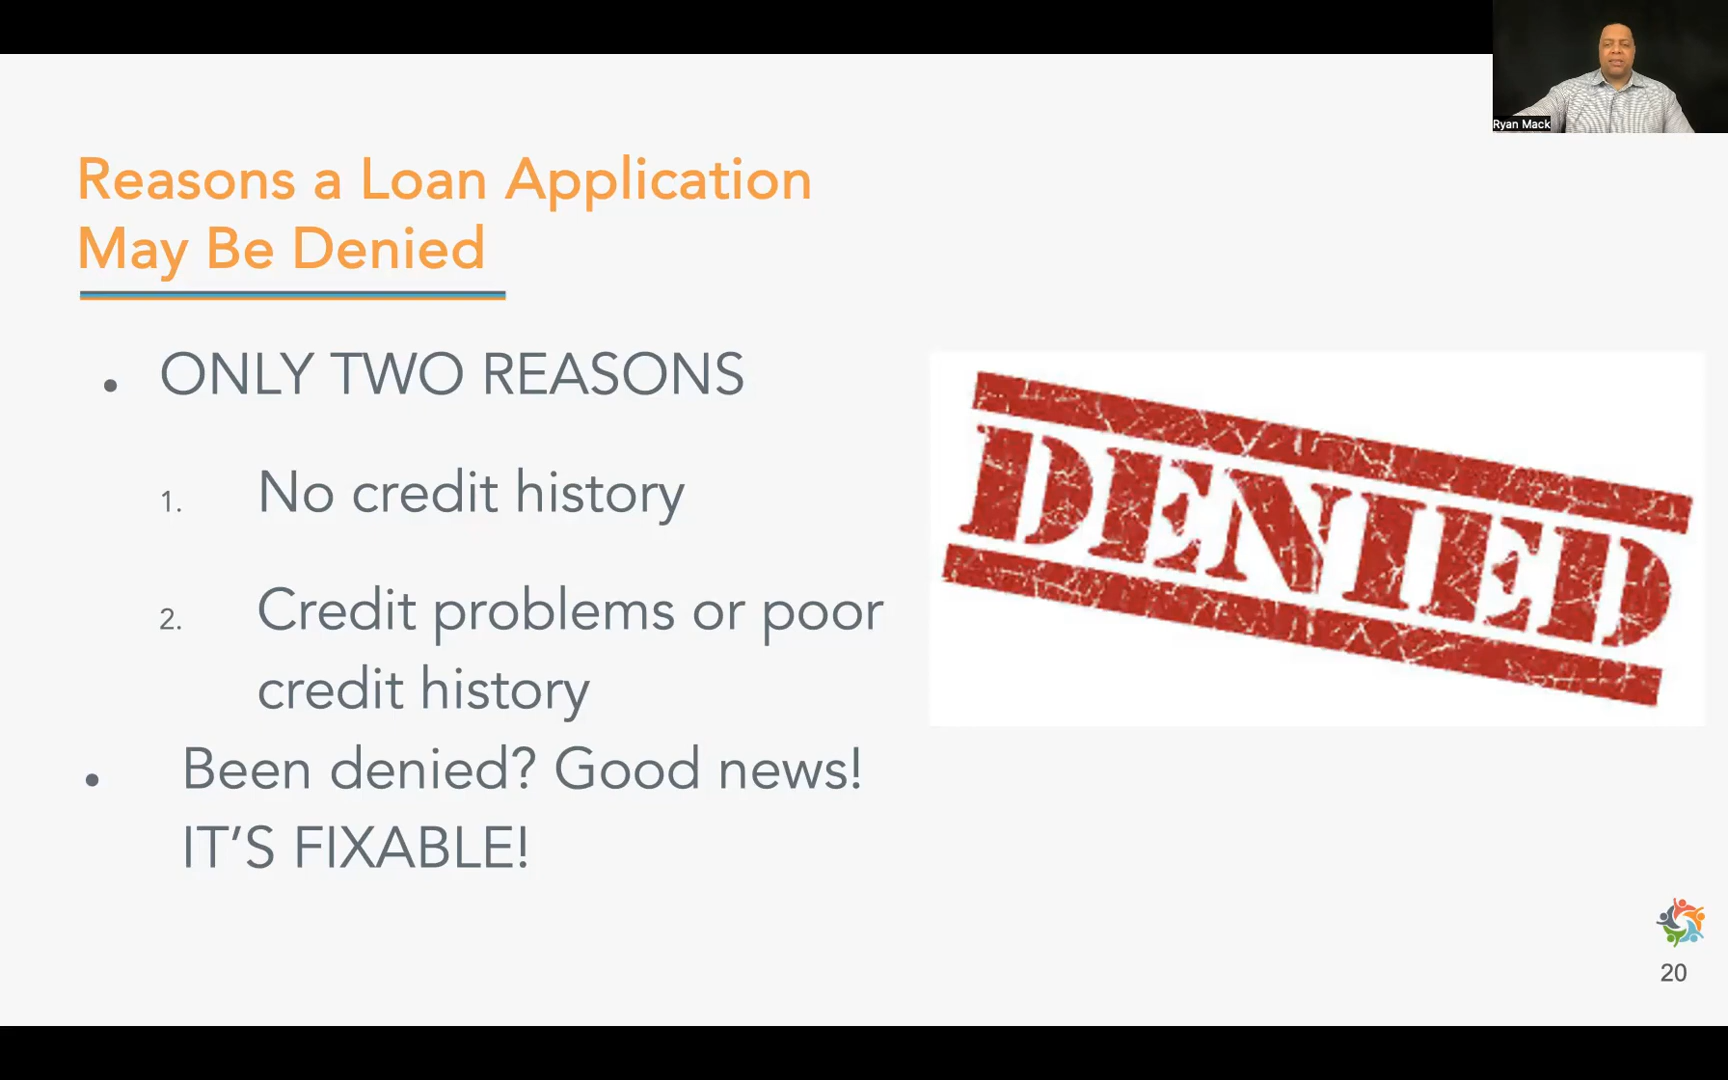 Ryan Mack
Reasons a Loan Application
May Be Denied
• ONLY TWO REASONS
1. No credit history
2. Credit problems or poor
credit history
• Been denied? Good news!
IT’S FIXABLE!
DENIED
20